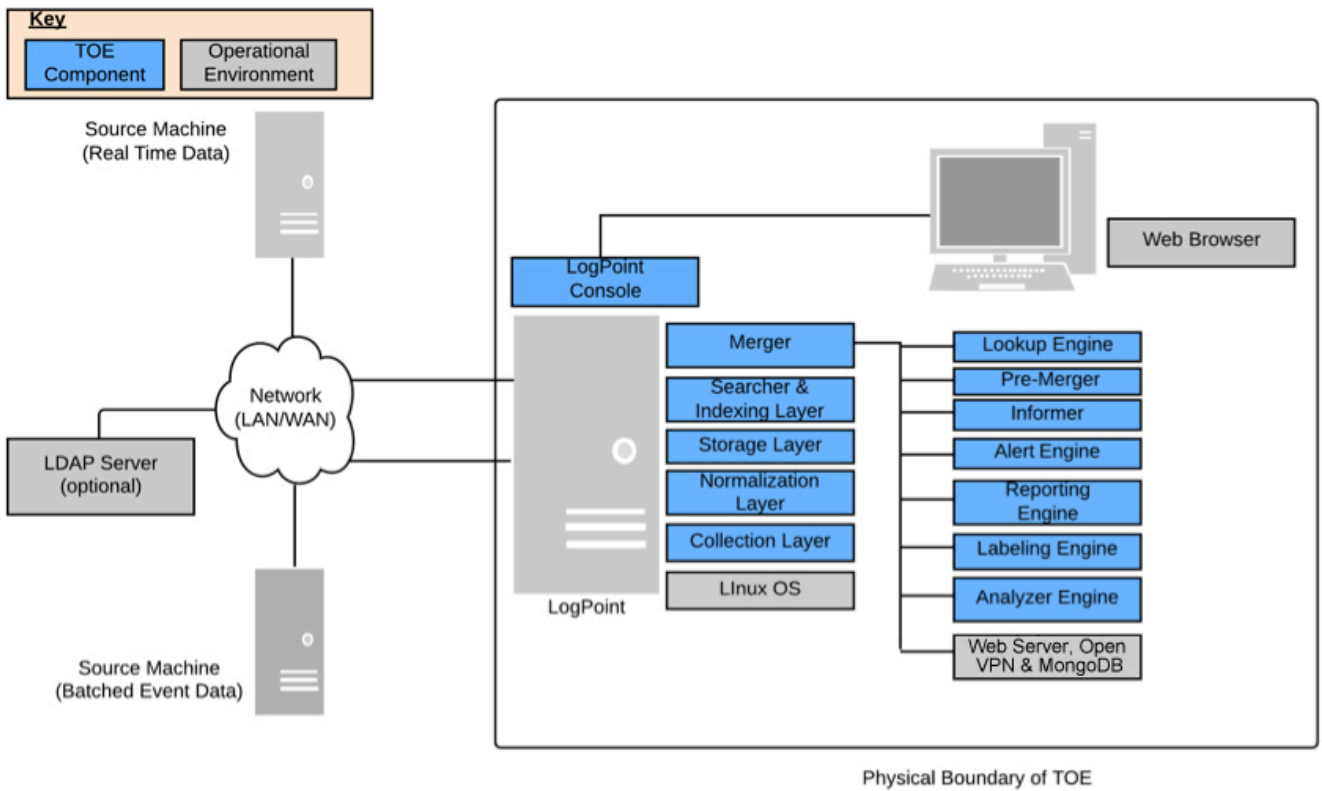 Key
TOE
Component
Operational
Environment
Source Machine
(Real Time Data)
Network
(LAN/WAN)
LDAP Server
(optional)
Source Machine
(Batched Event Data)
Web Browser
LogPoint
Console
Merger
Searcher &
Indexing Layer
Storage Layer
Normalization
Layer
Collection Layer
LInux OS
LogPoint
Lookup Engine
Pre-Merger
Informer
Alert Engine
Reporting
Engine
Labeling Engine
Analyzer Engine
Web Server, Open
VPN & MongoDB
Physical Boundary of TOE